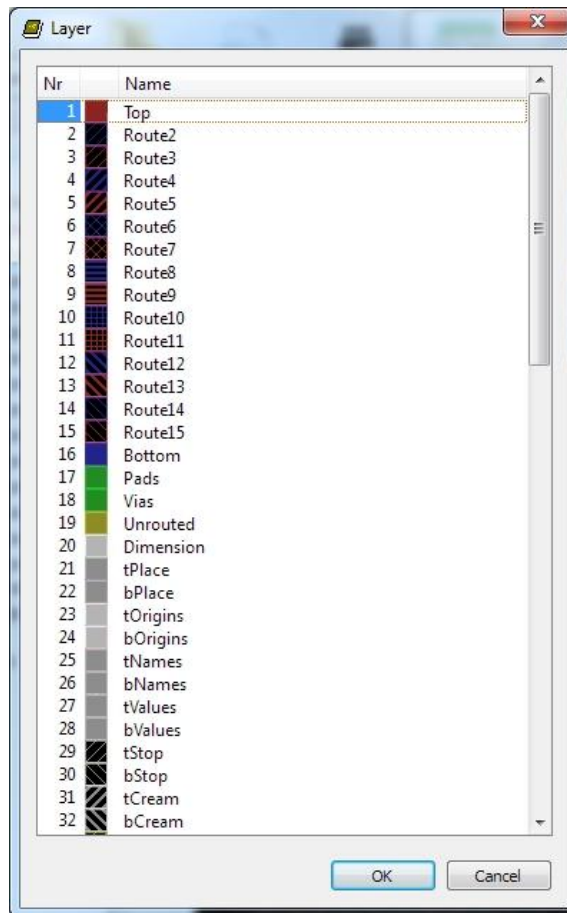 Layer
Nr Name
1 Top
2 Route2
3 Route3
4 Route4
5 Route5
6 Route6
7 Route7
8 Route8
9 Route9
10 Route10
11 Route11
12 Route12
13 Route13
14 Route14
15 Route15
16 Bottom
17 Pads
18 Vias
19 Unrouted
20 Dimension
21 tPlace
22 bPlace
23 tOrigins
24 bOrigins
25 tNames
26 bNames
27 tValues
28 bValues
29 tStop
30 bStop
31 tCream
32 bCream
OK Cancel